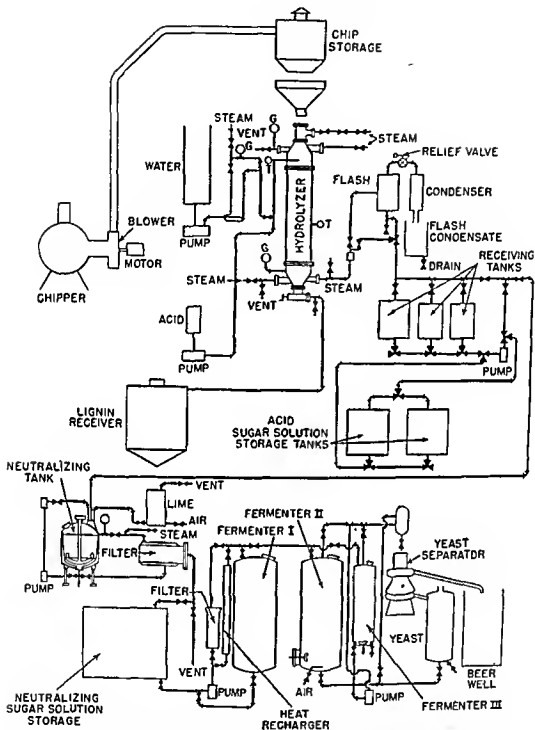 CHIP
STORAGE
STEAM
VENT
G
STEAM
G
WATER
RELIEF VALVE
FLASH
CONDENSER
HYDROLYZER
T
BLOWER
PUMP
MOTOR
CHIPPER
FLASH
CONDENSATE
G
DRAIN
RECEIVING
TANKS
STEAM
STEAM
VENT
ACID
PUMP
PUMP
LIGNIN
RECEIVER
ACID
SUGAR SOLUTION
STORAGE TANKS
NEUTRALIZING
TANK
VENT
LIME
AIR
STEAM
FILTER
PUMP
FERMENTER II
FERMENTER I
YEAST
SEPARATOR
FILTER
VENT
YEAST
BEER
WELL
PUMP
AIR
PUMP
HEAT
RECHARGER
FERMENTER III
NEUTRALIZING
SUGAR SOLUTION
STORAGE